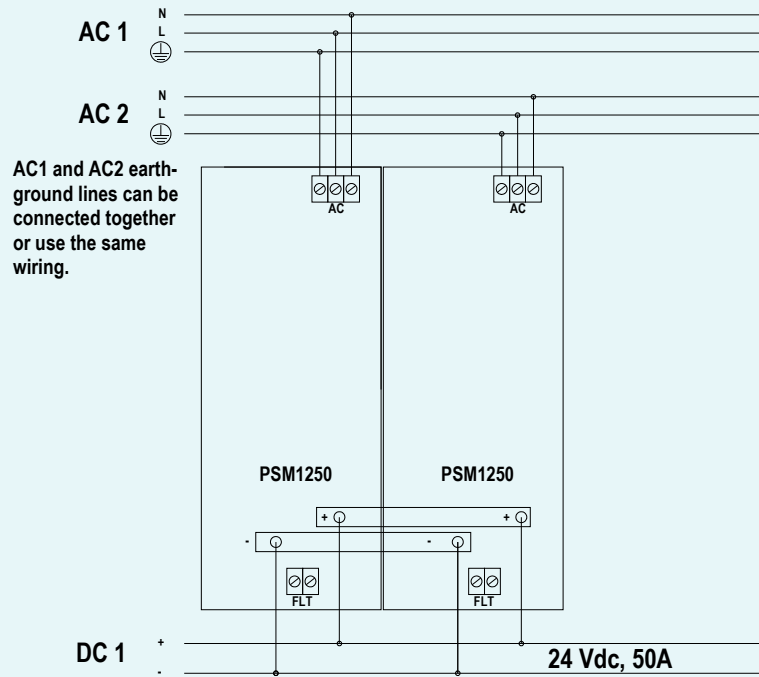 N
AC 1 L
N
AC 2 L
AC1 and AC2 earth-
ground lines can be
connected together
or use the same
wiring.
AC AC
PSM1250 PSM1250
+ +
- -
FLT FLT
+
DC 1 24 Vdc, 50A
-